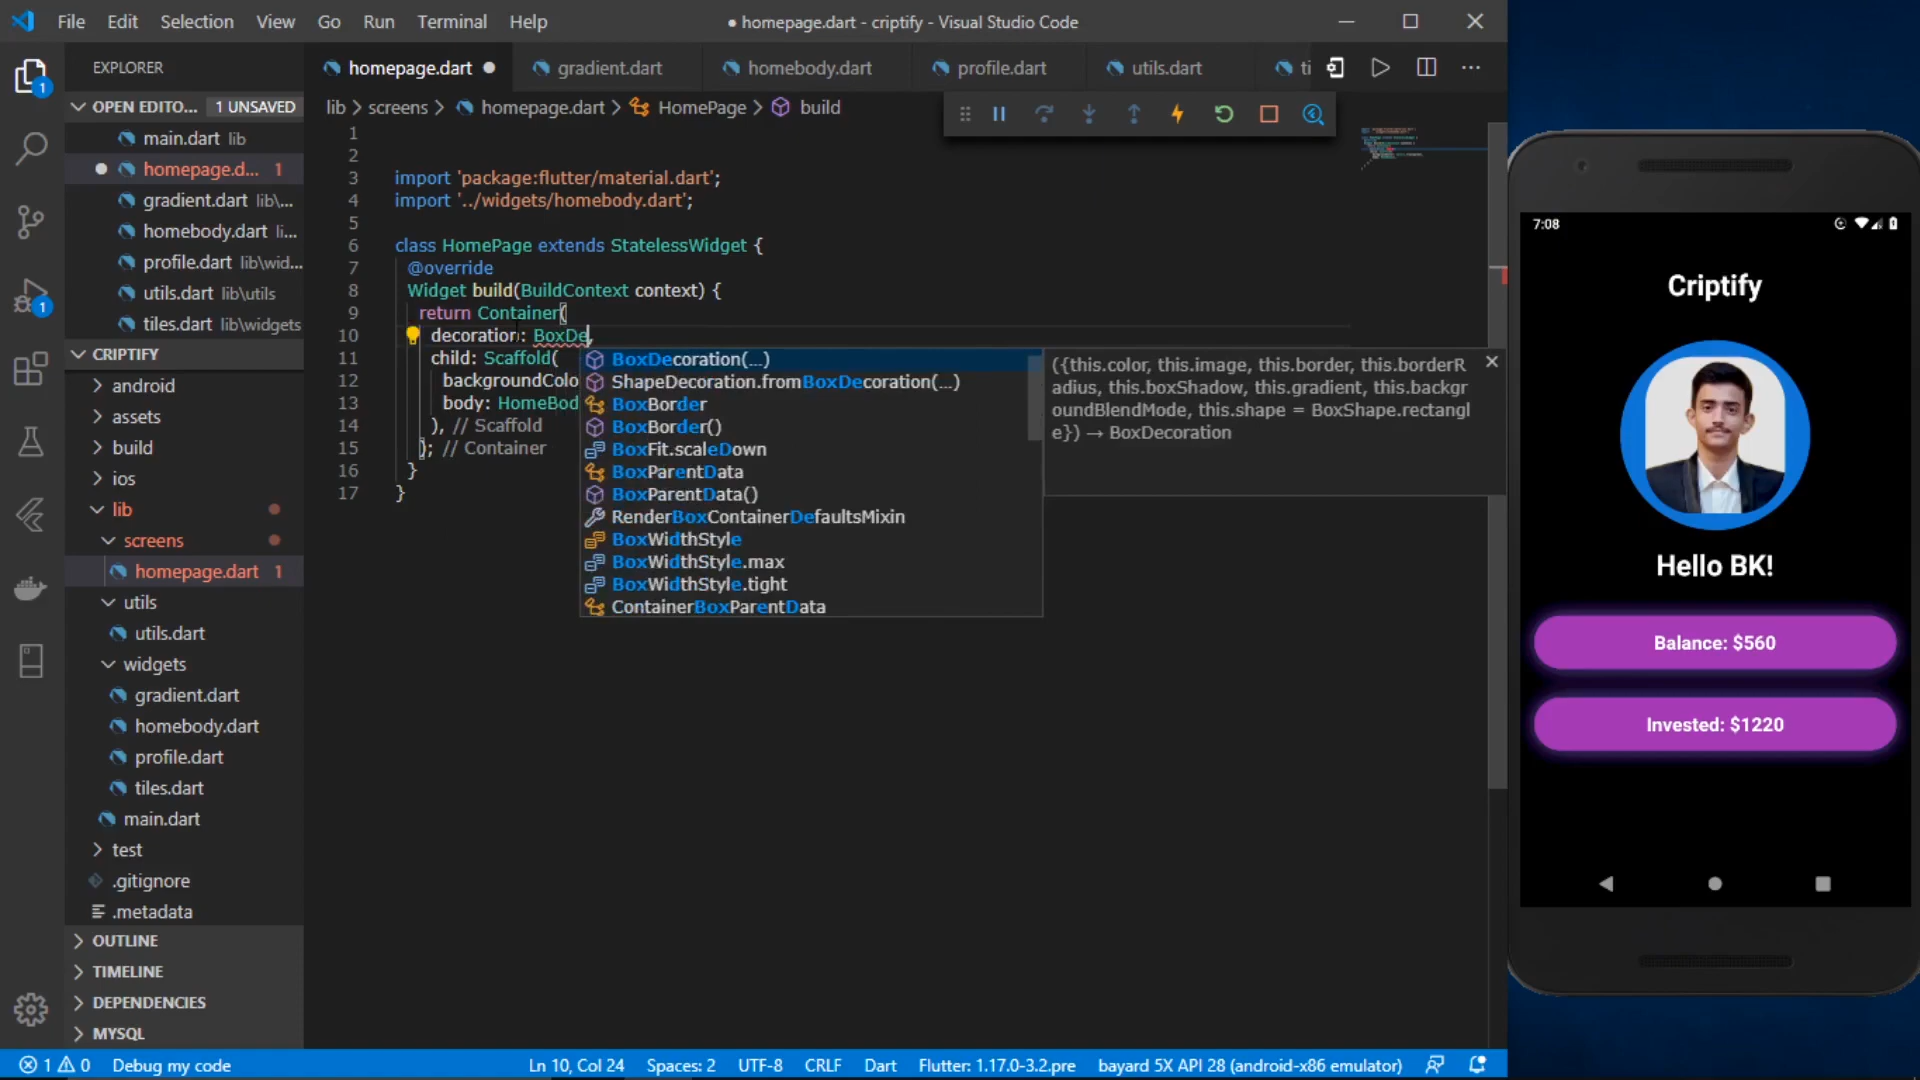 File Edit Selection View Go Run Terminal Help
● homepage.dart - criptify - Visual Studio Code
EXPLORER
homepage.dart
gradient.dart
homebody.dart
profile.dart
utils.dart
ti
OPEN EDITO... 1 UNSAVED
main.dart lib
homepage.d... 1
gradient.dart lib\...
homebody.dart li...
profile.dart lib\wid...
utils.dart lib\utils
tiles.dart lib\widgets
CRIPTIFY
android
assets
build
ios
lib
screens
homepage.dart 1
utils
utils.dart
widgets
gradient.dart
homebody.dart
profile.dart
tiles.dart
main.dart
test
.gitignore
.metadata
OUTLINE
TIMELINE
DEPENDENCIES
MYSQL
1
1
lib > screens > homepage.dart > HomePage > build
1
2
3 import 'package:flutter/material.dart';
4 import '../widgets/homebody.dart';
5
6 class HomePage extends StatelessWidget {
7 @override
8 Widget build(BuildContext context) {
9 return Container(
10 decoration: BoxDe,
11 child: Scaffold(
12 backgroundColo
13 body: HomeBod
14 ), // Scaffold
15 ); // Container
16 }
17 }
BoxDecoration(…)
ShapeDecoration.fromBoxDecoration(…)
BoxBorder
BoxBorder()
BoxFit.scaleDown
BoxParentData
BoxParentData()
RenderBoxContainerDefaultsMixin
BoxWidthStyle
BoxWidthStyle.max
BoxWidthStyle.tight
ContainerBoxParentData
({this.color, this.image, this.border, this.borderR
adius, this.boxShadow, this.gradient, this.backgr
oundBlendMode, this.shape = BoxShape.rectangl
e}) → BoxDecoration
7:08
Criptify
Hello BK!
Balance: $560
Invested: $1220
1 0 Debug my code
Ln 10, Col 24 Spaces: 2 UTF-8 CRLF Dart Flutter: 1.17.0-3.2.pre bayard 5X API 28 (android-x86 emulator)